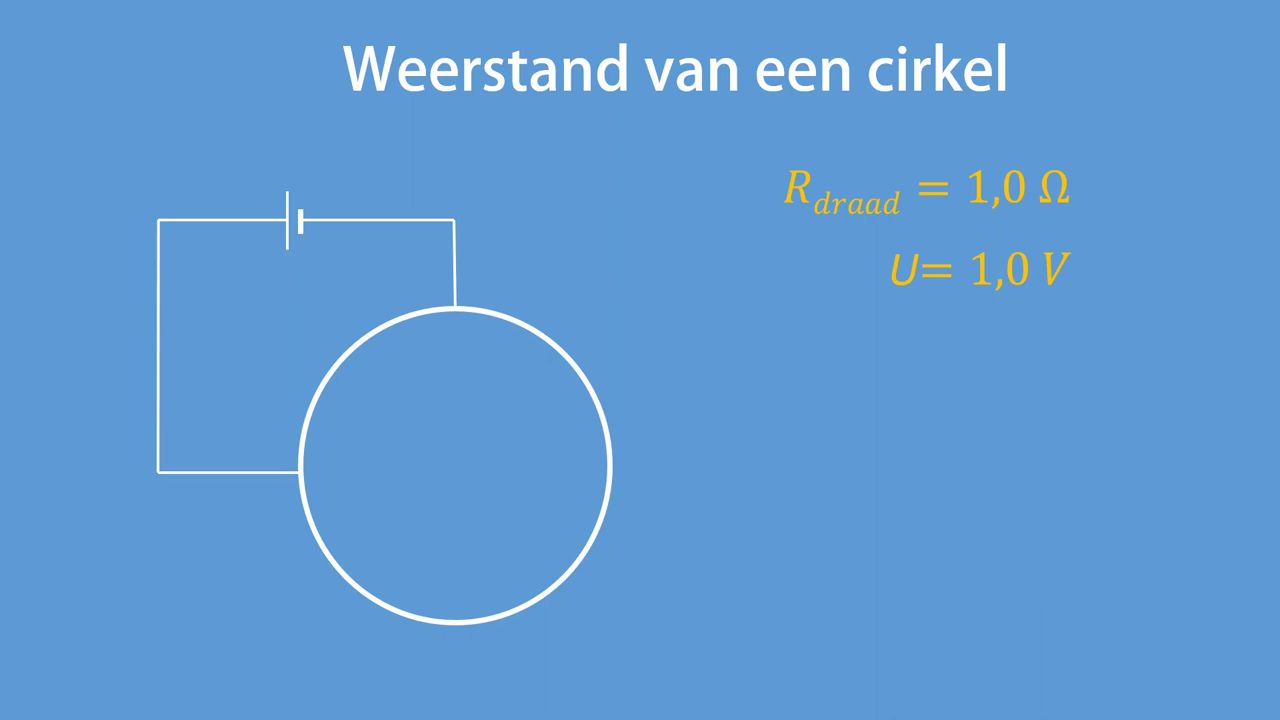 Weerstand van een cirkel
R_draad = 1,0 Ω
U= 1,0 V